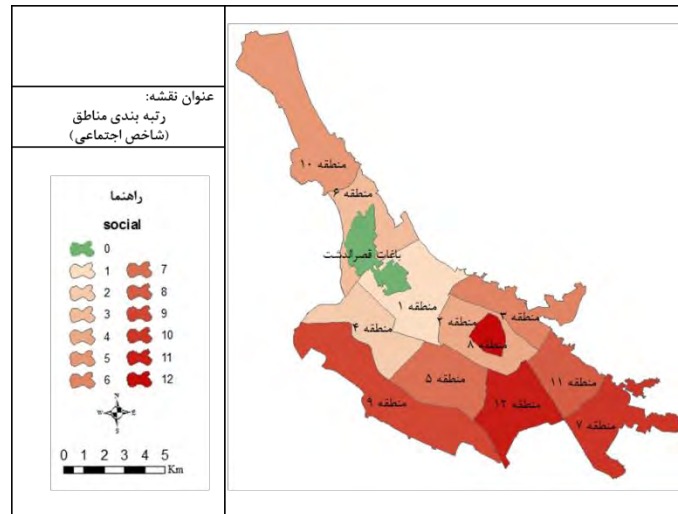 عنوان نقشه:
رتبه بندی مناطق
(شاخص اجتماعی)
راهنما
social
0
1
2
3
4
5
6
7
8
9
10
11
12
N
W E
S
0 1 2 3 4 5
Km
منطقه ۱۰
منطقه ۶
باغات قصرالدشت
منطقه ۱
منطقه ۳
منطقه ۲
منطقه ۴
منطقه ۸
منطقه ۵
منطقه ۱۱
منطقه ۹
منطقه ۱۲
منطقه ۷